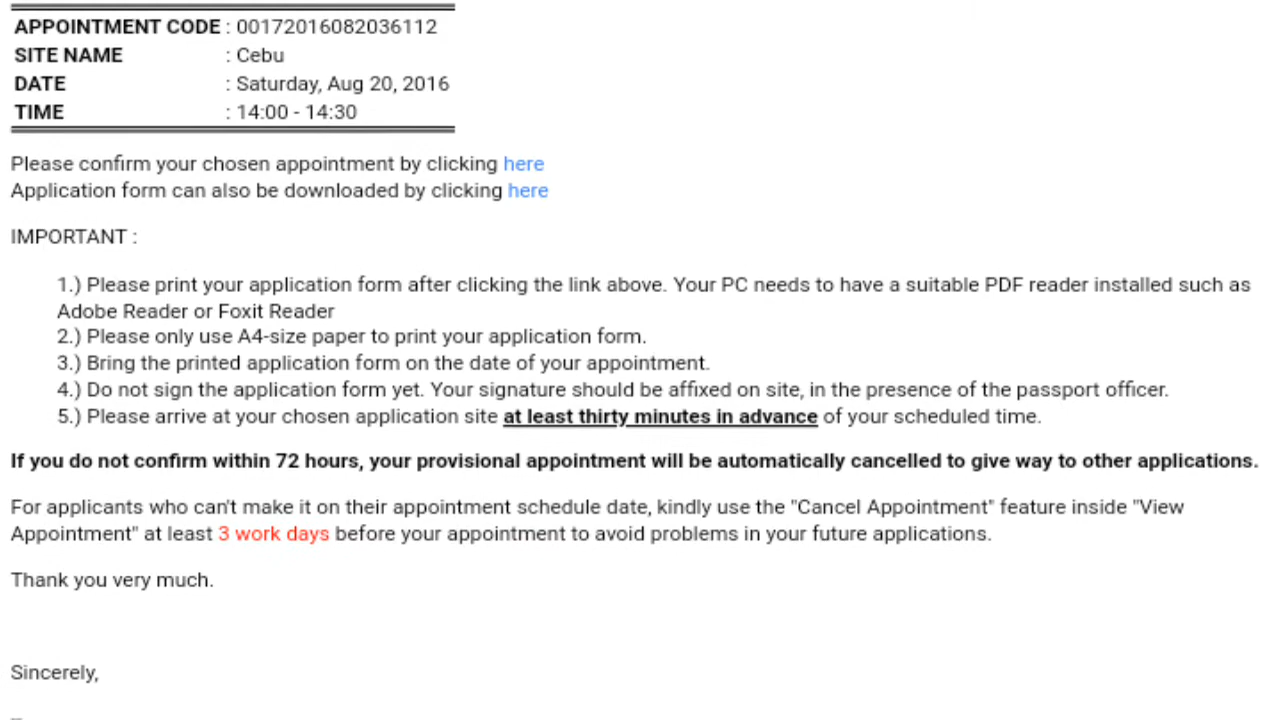 APPOINTMENT CODE : 00172016082036112
SITE NAME : Cebu
DATE : Saturday, Aug 20, 2016
TIME : 14:00 - 14:30
Please confirm your chosen appointment by clicking here
Application form can also be downloaded by clicking here
IMPORTANT :
1.) Please print your application form after clicking the link above. Your PC needs to have a suitable PDF reader installed such as
Adobe Reader or Foxit Reader
2.) Please only use A4-size paper to print your application form.
3.) Bring the printed application form on the date of your appointment.
4.) Do not sign the application form yet. Your signature should be affixed on site, in the presence of the passport officer.
5.) Please arrive at your chosen application site at least thirty minutes in advance of your scheduled time.
If you do not confirm within 72 hours, your provisional appointment will be automatically cancelled to give way to other applications.
For applicants who can't make it on their appointment schedule date, kindly use the "Cancel Appointment" feature inside "View
Appointment" at least 3 work days before your appointment to avoid problems in your future applications.
Thank you very much.
Sincerely,